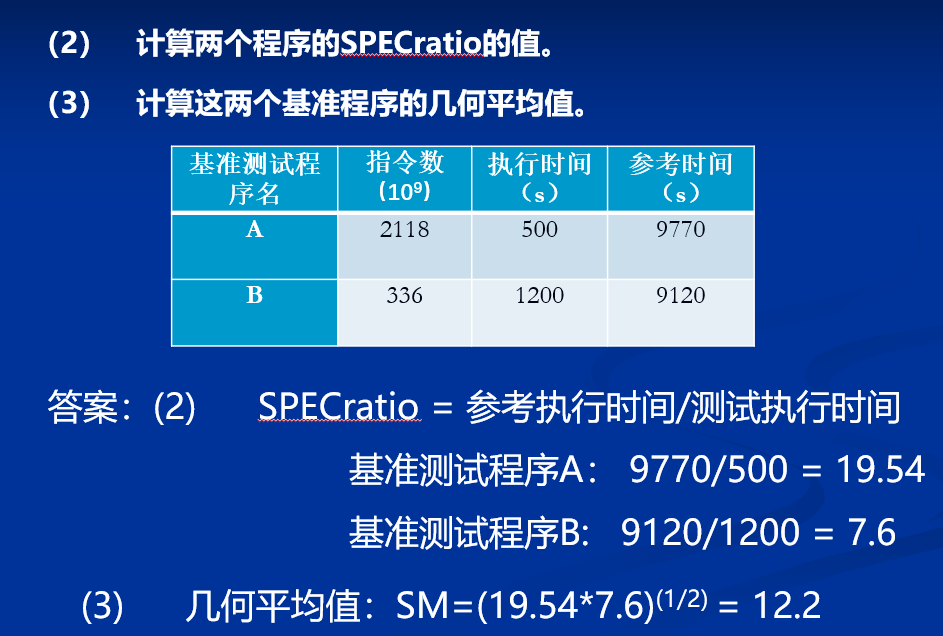 (2) 计算两个程序的SPECratio的值。
(3) 计算这两个基准程序的几何平均值。
基准测试程序名 指令数(10⁹) 执行时间（s） 参考时间（s）
A 2118 500 9770
B 336 1200 9120
答案：(2) SPECratio = 参考执行时间/测试执行时间
基准测试程序A： 9770/500 = 19.54
基准测试程序B: 9120/1200 = 7.6
(3) 几何平均值：SM=(19.54*7.6)⁽¹ᐟ²⁾ = 12.2